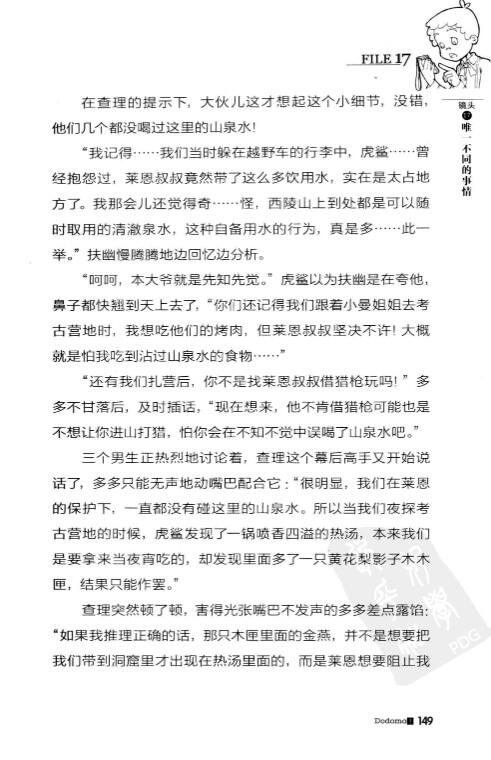 FILE 17
镜头
17
唯一不同的事情
在查理的提示下，大伙儿这才想起这个小细节，没错，
他们几个都没喝过这里的山泉水！
“我记得……我们当时躲在越野车的行李中，虎鲨……曾
经抱怨过，莱恩叔叔竟然带了这么多饮用水，实在是太占地
方了。我那会儿还觉得奇……怪，西陵山上到处都是可以随
时取用的清澈泉水，这种自备用水的行为，真是多……此一
举。”扶幽慢腾腾地边回忆边分析。
“呵呵，本大爷就是先知先觉。”虎鲨以为扶幽是在夸他，
鼻子都快翘到天上去了，“你们还记得我们跟着小曼姐姐去考
古营地时，我想吃他们的烤肉，但莱恩叔叔坚决不许！大概
就是怕我吃到沾过山泉水的食物……”
“还有我们扎营后，你不是找莱恩叔叔借猎枪玩吗！”多
多不甘落后，及时插话，“现在想来，他不肯借猎枪可能也是
不想让你进山打猎，怕你会在不知不觉中误喝了山泉水吧。”
三个男生正热烈地讨论着，查理这个幕后高手又开始说
话了，多多只能无声地动嘴巴配合它：“很明显，我们在莱恩
的保护下，一直都没有碰这里的山泉水。所以当我们夜探考
古营地的时候，虎鲨发现了一锅喷香四溢的热汤，本来我们
是要拿来当夜宵吃的，却发现里面多了一只黄花梨影子木木
匣，结果只能作罢。”
查理突然顿了顿，害得光张嘴巴不发声的多多差点露馅：
“如果我推理正确的话，那只木匣里面的金燕，并不是想要把
我们带到洞窟里才出现在热汤里面的，而是莱恩想要阻止我
PDG
Dodomo 149